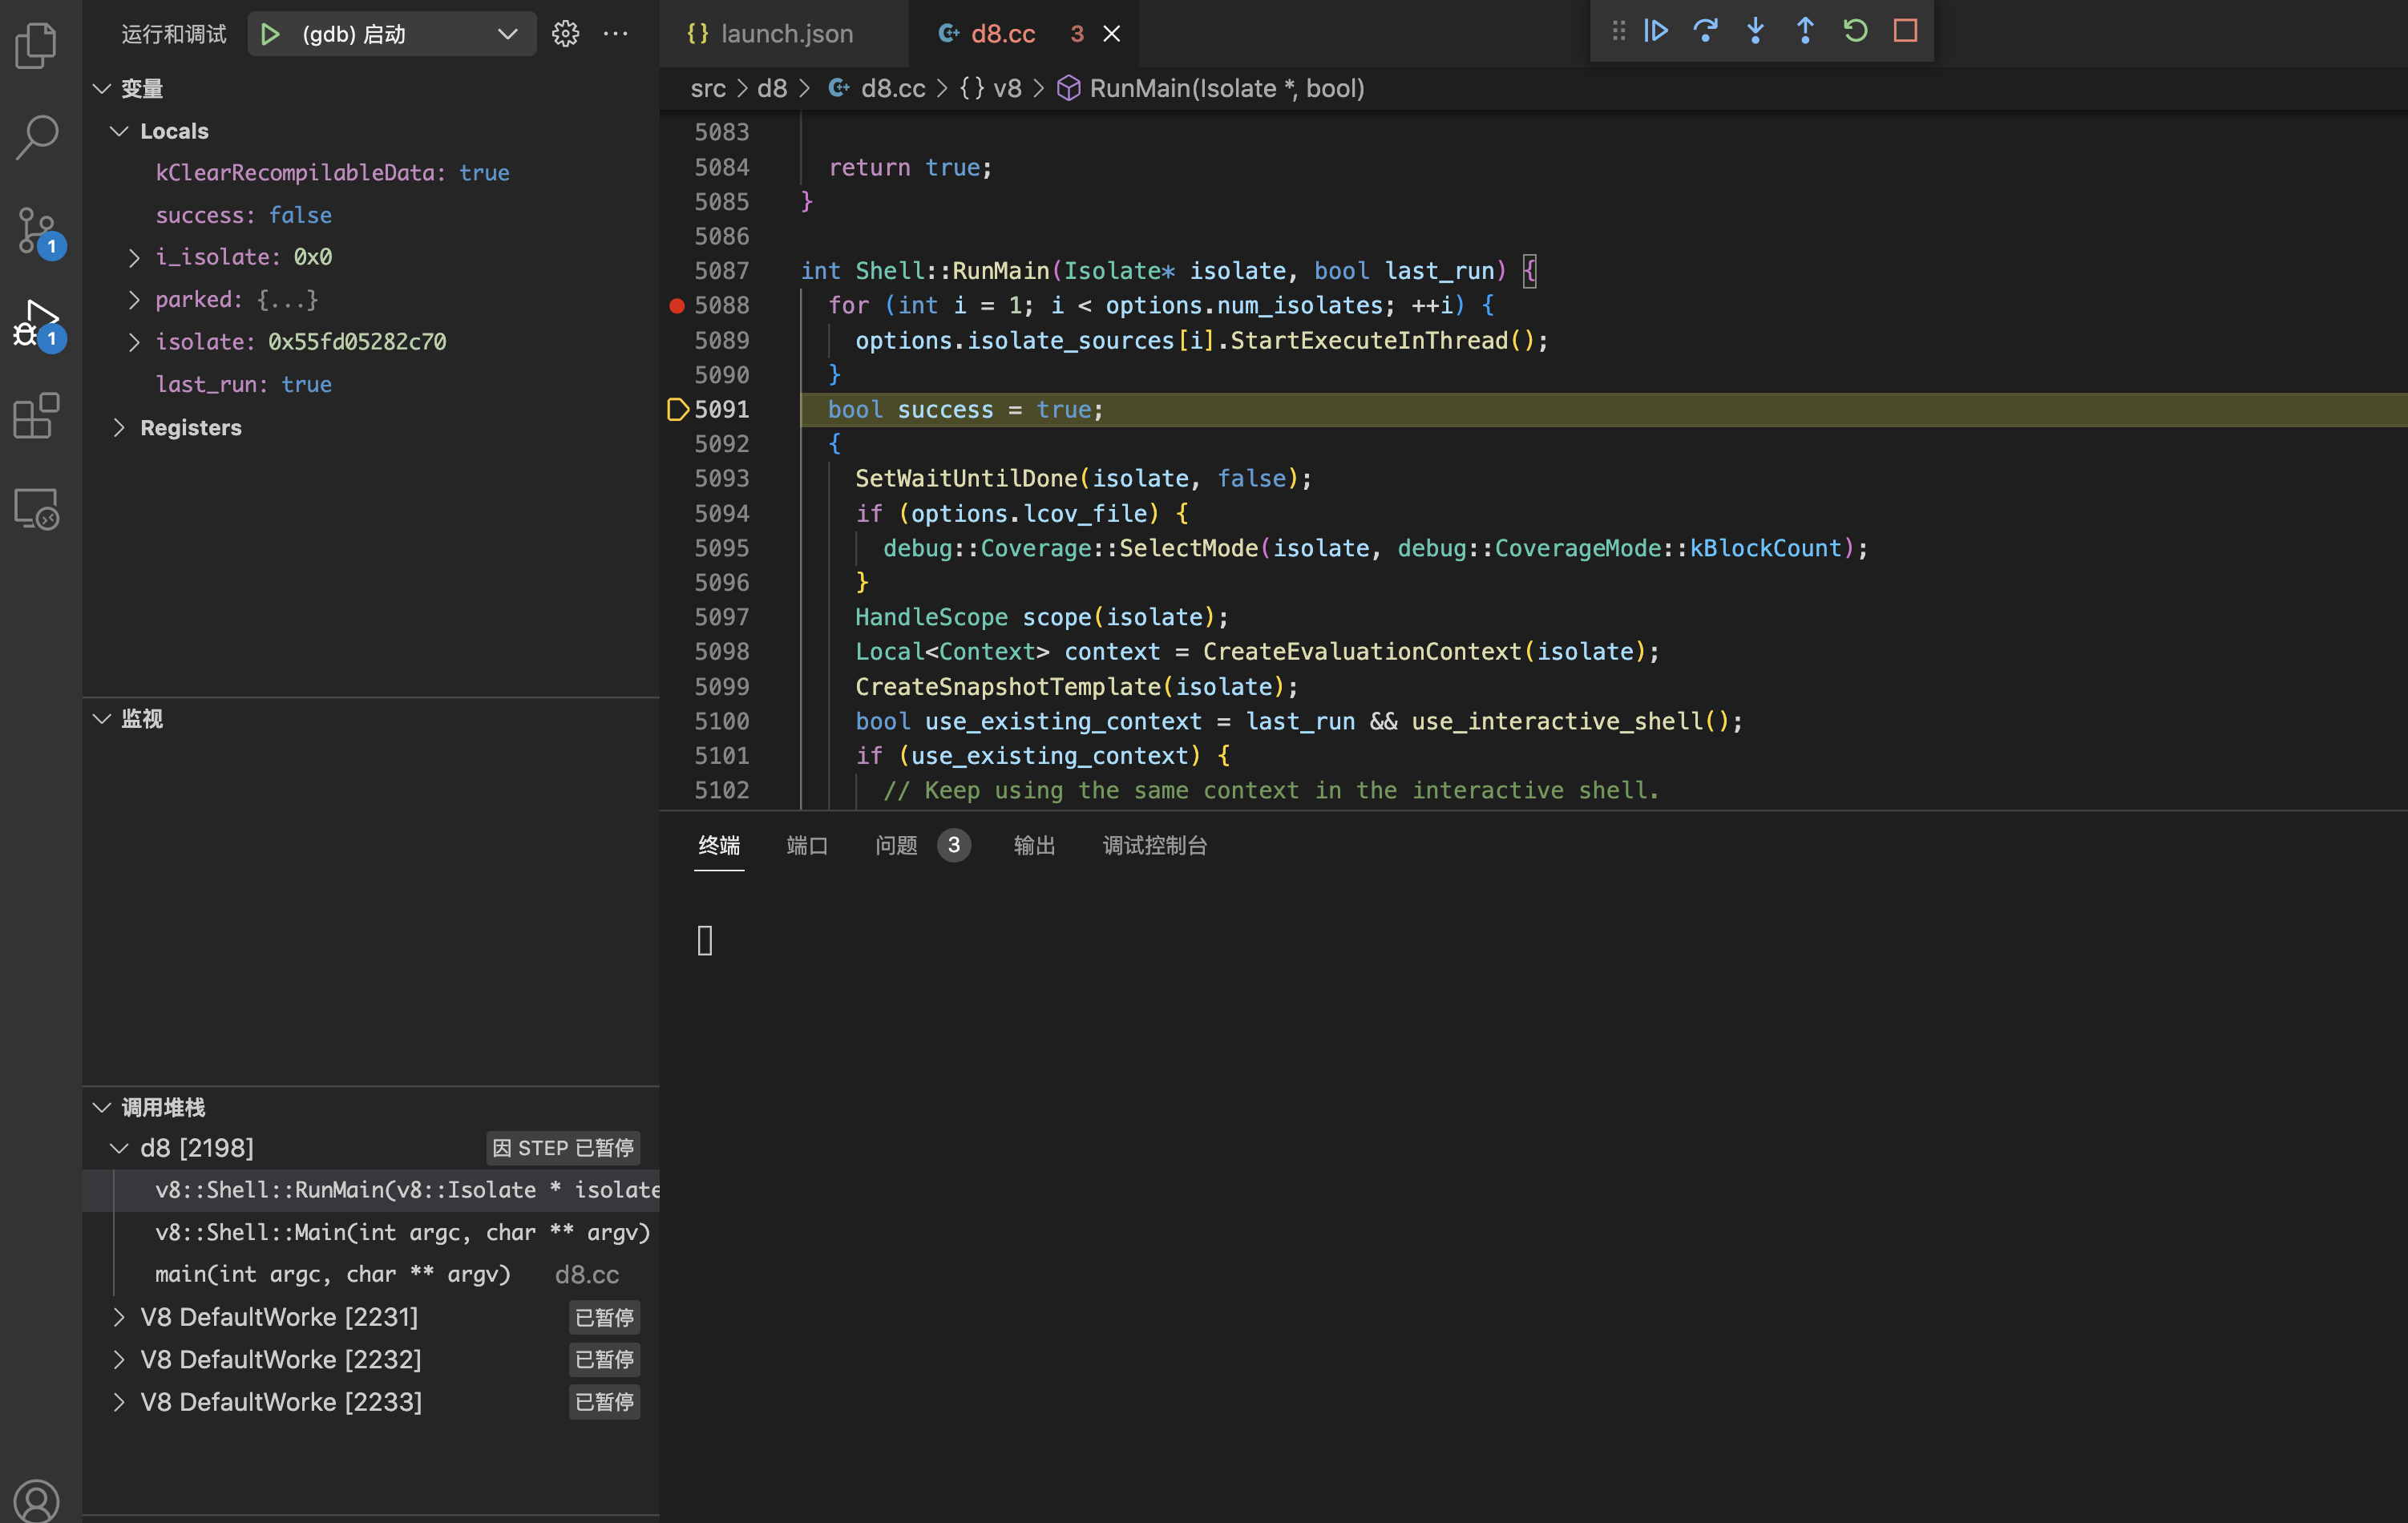 运行和调试
(gdb) 启动
变量
Locals
kClearRecompilableData: true
success: false
i_isolate: 0x0
parked: {...}
isolate: 0x55fd05282c70
last_run: true
Registers
监视
调用堆栈
d8 [2198] 因 STEP 已暂停
v8::Shell::RunMain(v8::Isolate * isolate
v8::Shell::Main(int argc, char ** argv)
main(int argc, char ** argv) d8.cc
V8 DefaultWorke [2231] 已暂停
V8 DefaultWorke [2232] 已暂停
V8 DefaultWorke [2233] 已暂停
1
1
{} launch.json
d8.cc 3
src > d8 > d8.cc > {} v8 > RunMain(Isolate *, bool)
5083
5084 return true;
5085 }
5086
5087 int Shell::RunMain(Isolate* isolate, bool last_run) {
5088 for (int i = 1; i < options.num_isolates; ++i) {
5089 options.isolate_sources[i].StartExecuteInThread();
5090 }
5091 bool success = true;
5092 {
5093 SetWaitUntilDone(isolate, false);
5094 if (options.lcov_file) {
5095 debug::Coverage::SelectMode(isolate, debug::CoverageMode::kBlockCount);
5096 }
5097 HandleScope scope(isolate);
5098 Local<Context> context = CreateEvaluationContext(isolate);
5099 CreateSnapshotTemplate(isolate);
5100 bool use_existing_context = last_run && use_interactive_shell();
5101 if (use_existing_context) {
5102 // Keep using the same context in the interactive shell.
终端 端口 问题 3 输出 调试控制台